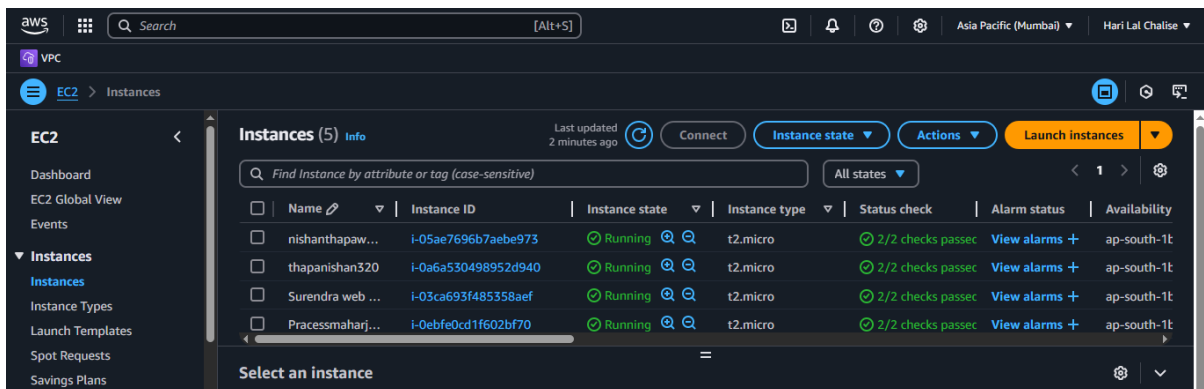 aws Search [Alt+S] Asia Pacific (Mumbai) Hari Lal Chalise
VPC
EC2 > Instances
EC2
Dashboard
EC2 Global View
Events
Instances
Instances
Instance Types
Launch Templates
Spot Requests
Savings Plans
Instances (5) Info Last updated 2 minutes ago Connect Instance state Actions Launch instances
Find Instance by attribute or tag (case-sensitive) All states 1
Name Instance ID Instance state Instance type Status check Alarm status Availability
nishanthapaw... i-05ae7696b7aebe973 Running t2.micro 2/2 checks passec View alarms + ap-south-1b
thapanishan320 i-0a6a530498952d940 Running t2.micro 2/2 checks passec View alarms + ap-south-1b
Surendra web ... i-03ca693f485358aef Running t2.micro 2/2 checks passec View alarms + ap-south-1b
Pracessmaharj... i-0ebfe0cd1f602bf70 Running t2.micro 2/2 checks passec View alarms + ap-south-1b
Select an instance